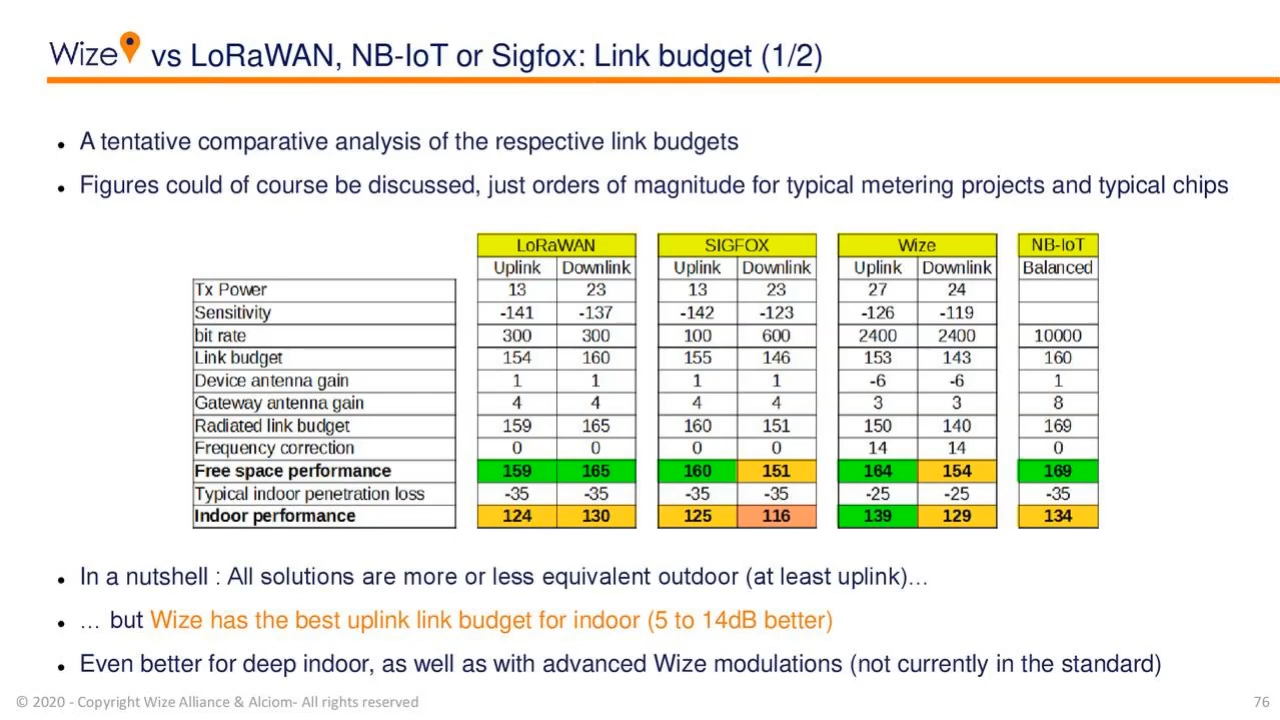 Wize vs LoRaWAN, NB-IoT or Sigfox: Link budget (1/2)
• A tentative comparative analysis of the respective link budgets
• Figures could of course be discussed, just orders of magnitude for typical metering projects and typical chips
LoRaWAN SIGFOX Wize NB-IoT
Uplink Downlink Uplink Downlink Uplink Downlink Balanced
Tx Power 13 23 13 23 27 24
Sensitivity -141 -137 -142 -123 -126 -119
bit rate 300 300 100 600 2400 2400 10000
Link budget 154 160 155 146 153 143 160
Device antenna gain 1 1 1 1 -6 -6 1
Gateway antenna gain 4 4 4 4 3 3 8
Radiated link budget 159 165 160 151 150 140 169
Frequency correction 0 0 0 0 14 14 0
Free space performance 159 165 160 151 164 154 169
Typical indoor penetration loss -35 -35 -35 -35 -25 -25 -35
Indoor performance 124 130 125 116 139 129 134
• In a nutshell : All solutions are more or less equivalent outdoor (at least uplink)...
• ... but Wize has the best uplink link budget for indoor (5 to 14dB better)
• Even better for deep indoor, as well as with advanced Wize modulations (not currently in the standard)
© 2020 - Copyright Wize Alliance & Alciom- All rights reserved 76